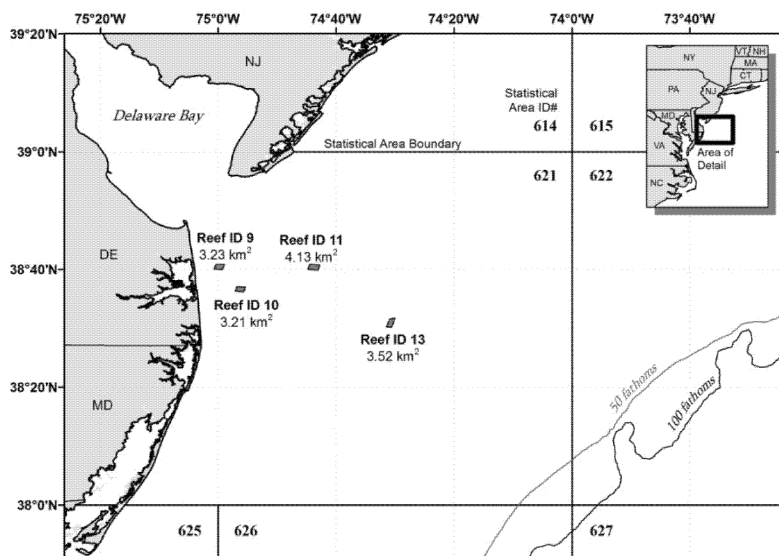 75°20'W 75°0'W 74°40'W 74°20'W 74°0'W 73°40'W
39°20'N
39°0'N
38°40'N
38°20'N
38°0'N
NJ
Delaware Bay
Statistical
Area ID#
614 615
Statistical Area Boundary
621 622
NY
VT NH
MA
CT
PA
NJ
MD
VA
NC
Area of
Detail
DE
Reef ID 9
3.23 km²
Reef ID 11
4.13 km²
Reef ID 10
3.21 km²
Reef ID 13
3.52 km²
MD
50 fathoms
100 fathoms
625 626
627